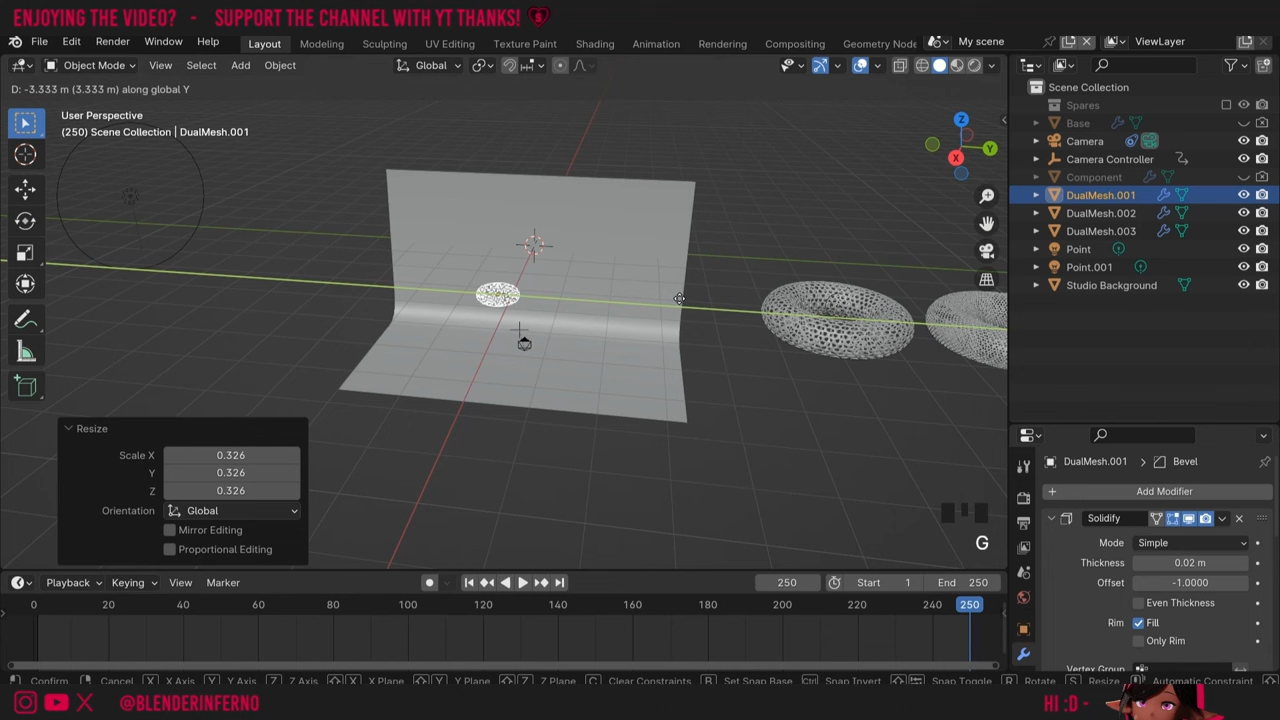 ENJOYING THE VIDEO? - SUPPORT THE CHANNEL WITH YT THANKS!
File Edit Render Window Help Layout Modeling Sculpting UV Editing Texture Paint Shading Animation Rendering Compositing Geometry Node My scene ViewLayer
Object Mode View Select Add Object Global
D: -3.333 m (3.333 m) along global Y
User Perspective
(250) Scene Collection | DualMesh.001
Z
Y
X
Scene Collection
Spares
Base
Camera
Camera Controller
Component
DualMesh.001
DualMesh.002
DualMesh.003
Point
Point.001
Studio Background
Resize
Scale X 0.326
Y 0.326
Z 0.326
Orientation Global
Mirror Editing
Proportional Editing
G
DualMesh.001 > Bevel
Add Modifier
Solidify
Mode Simple
Thickness 0.02 m
Offset -1.0000
Even Thickness
Rim Fill
Only Rim
Vertex Group
Playback Keying View Marker 250 Start 1 End 250
0 20 40 60 80 100 120 140 160 180 200 220 240 250
Confirm Cancel X X Axis Y Y Axis Z Z Axis X X Plane Y Y Plane Z Z Plane C Clear Constraints B Set Snap Base Ctrl Snap Invert Snap Toggle R Rotate S Resize Automatic Constraint
@BLENDERINFERNO
HI :D -